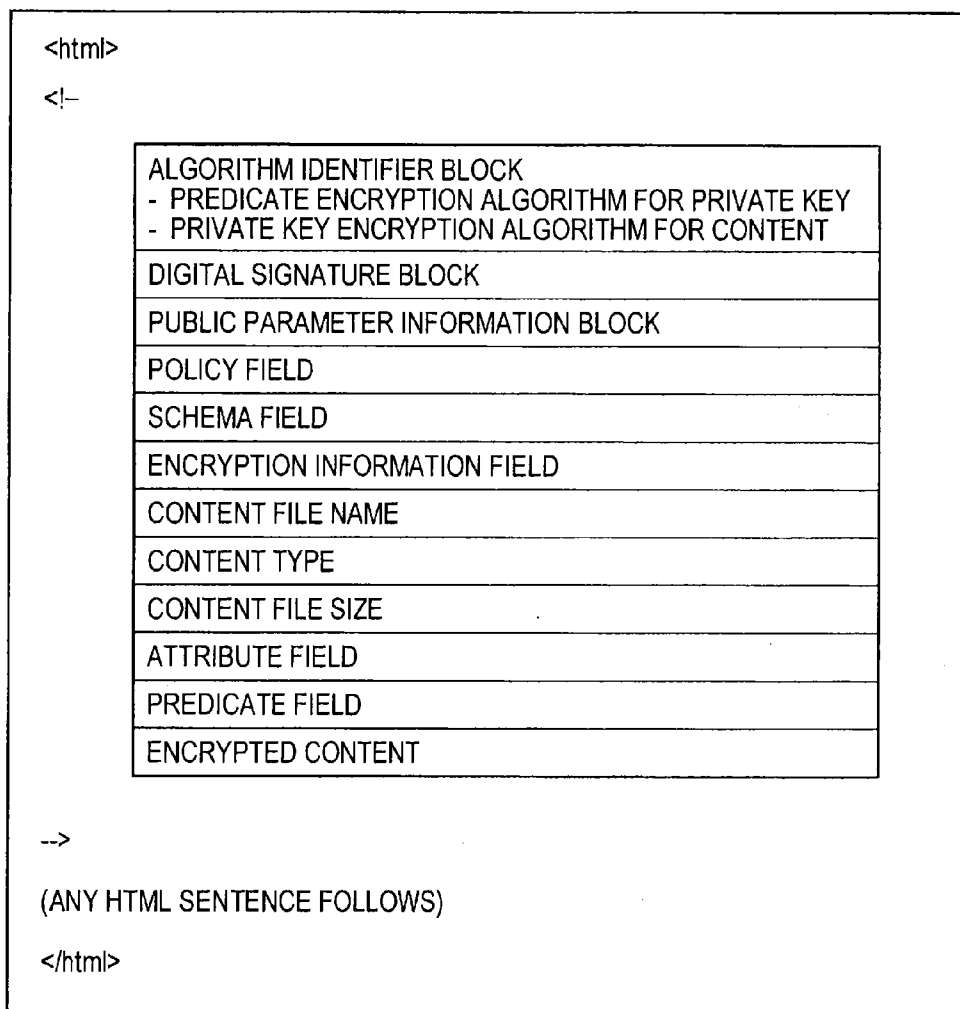 <html>
<!–
ALGORITHM IDENTIFIER BLOCK
- PREDICATE ENCRYPTION ALGORITHM FOR PRIVATE KEY
- PRIVATE KEY ENCRYPTION ALGORITHM FOR CONTENT
DIGITAL SIGNATURE BLOCK
PUBLIC PARAMETER INFORMATION BLOCK
POLICY FIELD
SCHEMA FIELD
ENCRYPTION INFORMATION FIELD
CONTENT FILE NAME
CONTENT TYPE
CONTENT FILE SIZE
ATTRIBUTE FIELD
PREDICATE FIELD
ENCRYPTED CONTENT
-->
(ANY HTML SENTENCE FOLLOWS)
</html>